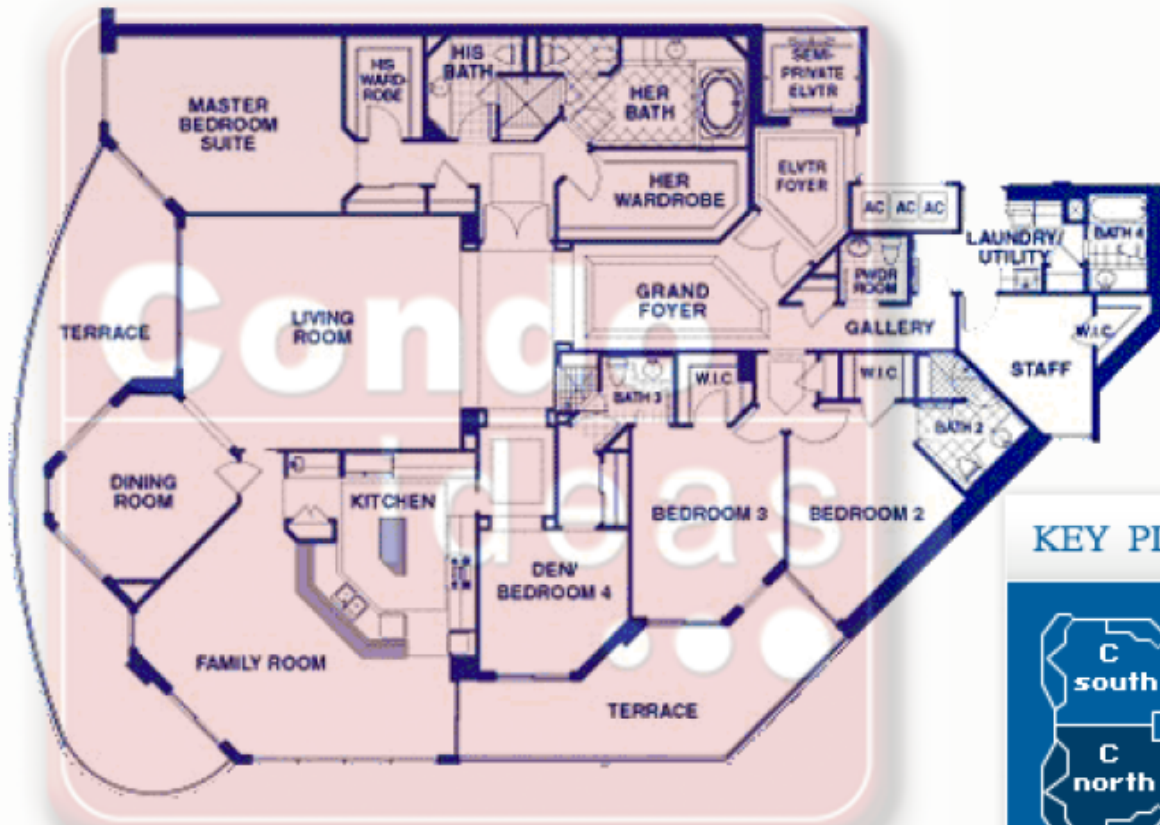 HIS
WARD-
ROBE
HIS
BATH
HER
BATH
SEMI-
PRIVATE
ELVTR
MASTER
BEDROOM
SUITE
HER
WARDROBE
ELVTR
FOYER
AC AC AC
LAUNDRY/
UTILITY
BATH 4
PWDR
ROOM
GRAND
FOYER
GALLERY
W.I.C
STAFF
TERRACE
LIVING
ROOM
Condo
Ideas
BATH 3
W.I.C
W.I.C
BATH 2
DINING
ROOM
KITCHEN
BEDROOM 3
BEDROOM 2
DEN/
BEDROOM 4
FAMILY ROOM
TERRACE
KEY PL
C
south
C
north